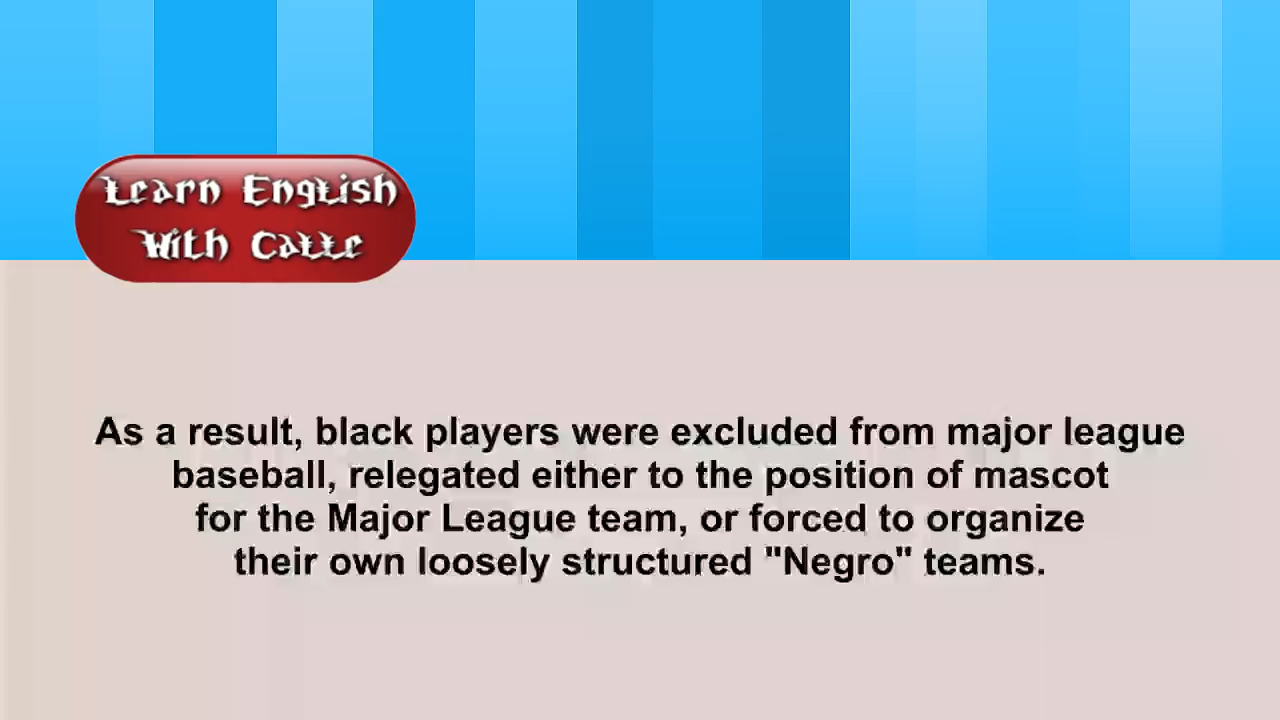 Learn English
With Catte
As a result, black players were excluded from major league
baseball, relegated either to the position of mascot
for the Major League team, or forced to organize
their own loosely structured "Negro" teams.